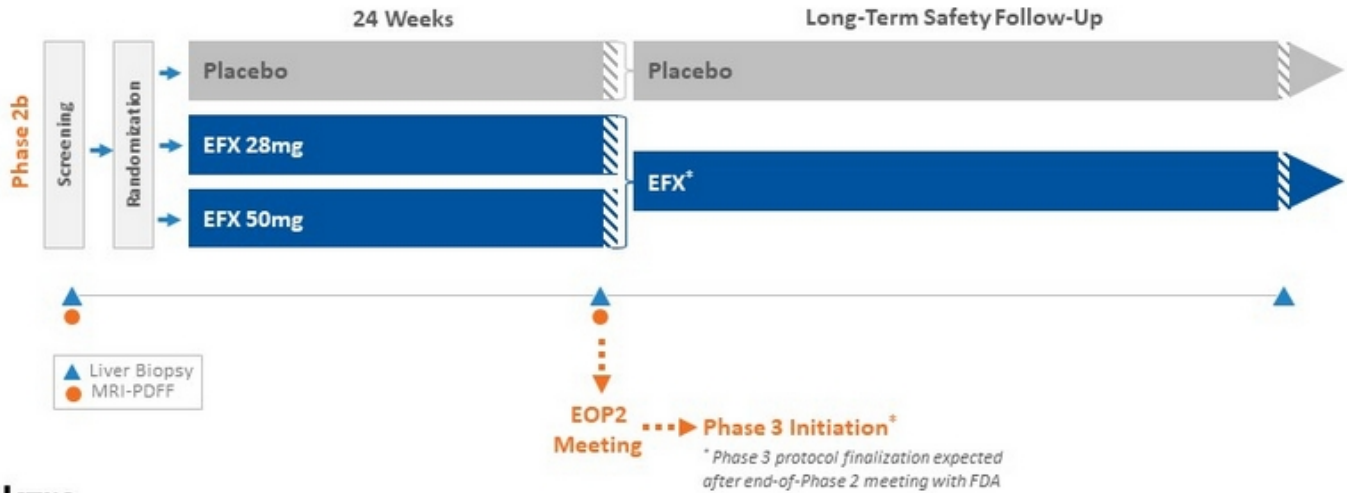 24 Weeks
Long-Term Safety Follow-Up
Phase 2b
Screening
Randomization
Placebo
Placebo
EFX 28mg
EFX*
EFX 50mg
Liver Biopsy
MRI-PDFF
EOP2
Meeting
Phase 3 Initiation*
* Phase 3 protocol finalization expected
after end-of-Phase 2 meeting with FDA